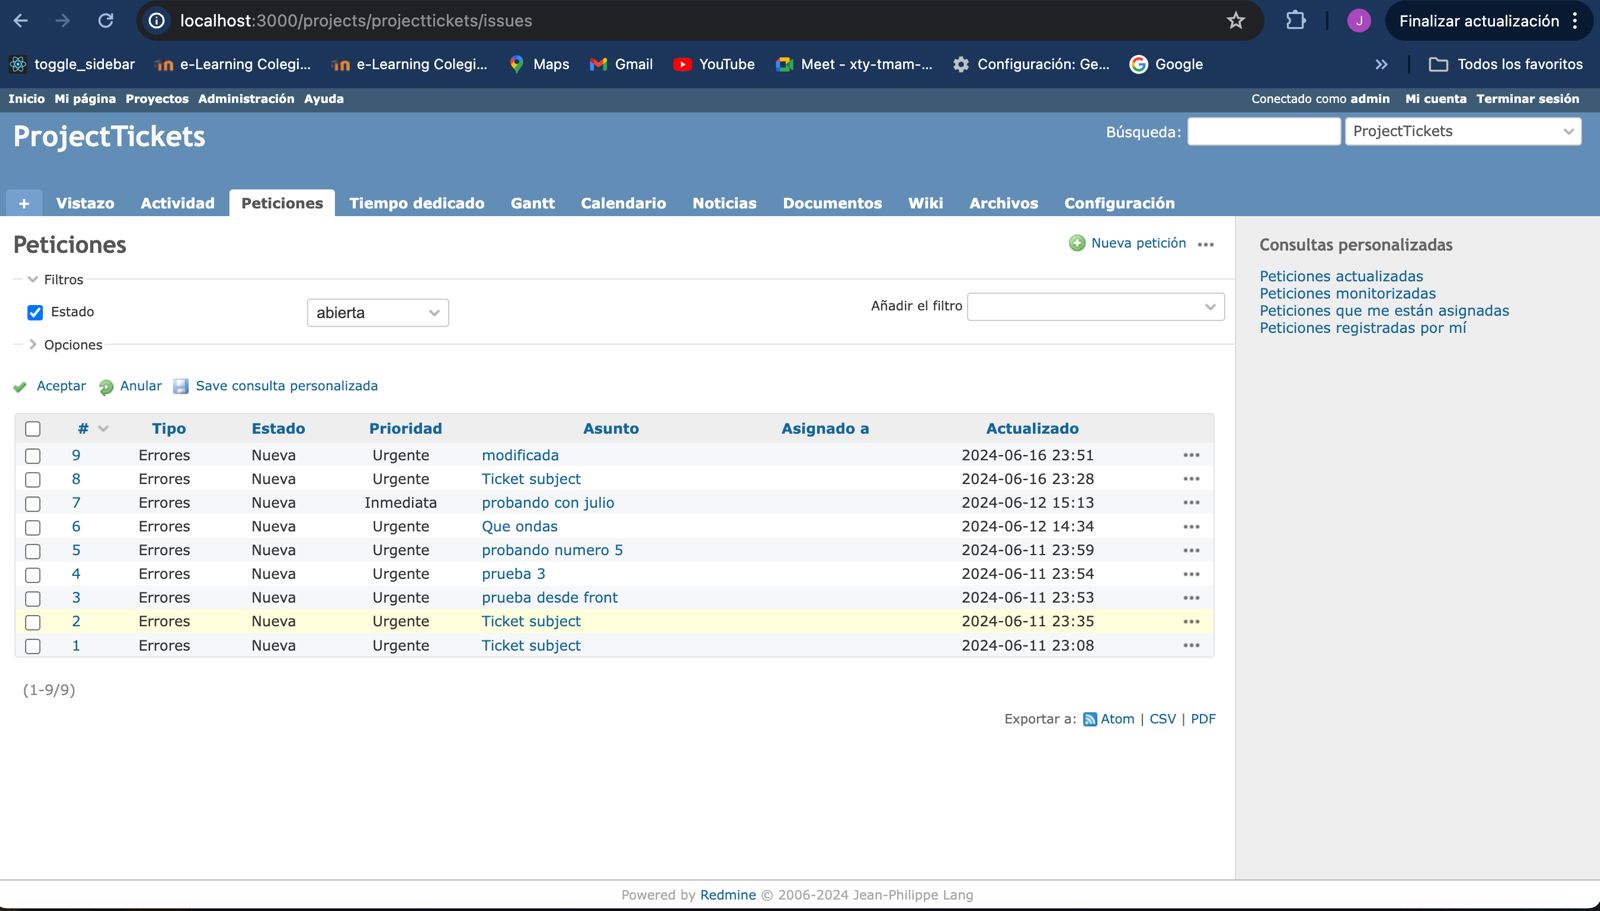 localhost:3000/projects/projecttickets/issues
J
Finalizar actualización
toggle_sidebar
e-Learning Colegi...
e-Learning Colegi...
Maps
Gmail
YouTube
Meet - xty-tmam-...
Configuración: Ge...
Google
Todos los favoritos
Inicio Mi página Proyectos Administración Ayuda
Conectado como admin Mi cuenta Terminar sesión
ProjectTickets
Búsqueda: ProjectTickets
+ Vistazo Actividad Peticiones Tiempo dedicado Gantt Calendario Noticias Documentos Wiki Archivos Configuración
Peticiones
Nueva petición
Filtros
Estado abierta
Añadir el filtro
Opciones
Aceptar Anular Save consulta personalizada
# Tipo Estado Prioridad Asunto Asignado a Actualizado
9 Errores Nueva Urgente modificada 2024-06-16 23:51
8 Errores Nueva Urgente Ticket subject 2024-06-16 23:28
7 Errores Nueva Inmediata probando con julio 2024-06-12 15:13
6 Errores Nueva Urgente Que ondas 2024-06-12 14:34
5 Errores Nueva Urgente probando numero 5 2024-06-11 23:59
4 Errores Nueva Urgente prueba 3 2024-06-11 23:54
3 Errores Nueva Urgente prueba desde front 2024-06-11 23:53
2 Errores Nueva Urgente Ticket subject 2024-06-11 23:35
1 Errores Nueva Urgente Ticket subject 2024-06-11 23:08
(1-9/9)
Exportar a: Atom | CSV | PDF
Consultas personalizadas
Peticiones actualizadas
Peticiones monitorizadas
Peticiones que me están asignadas
Peticiones registradas por mí
Powered by Redmine © 2006-2024 Jean-Philippe Lang